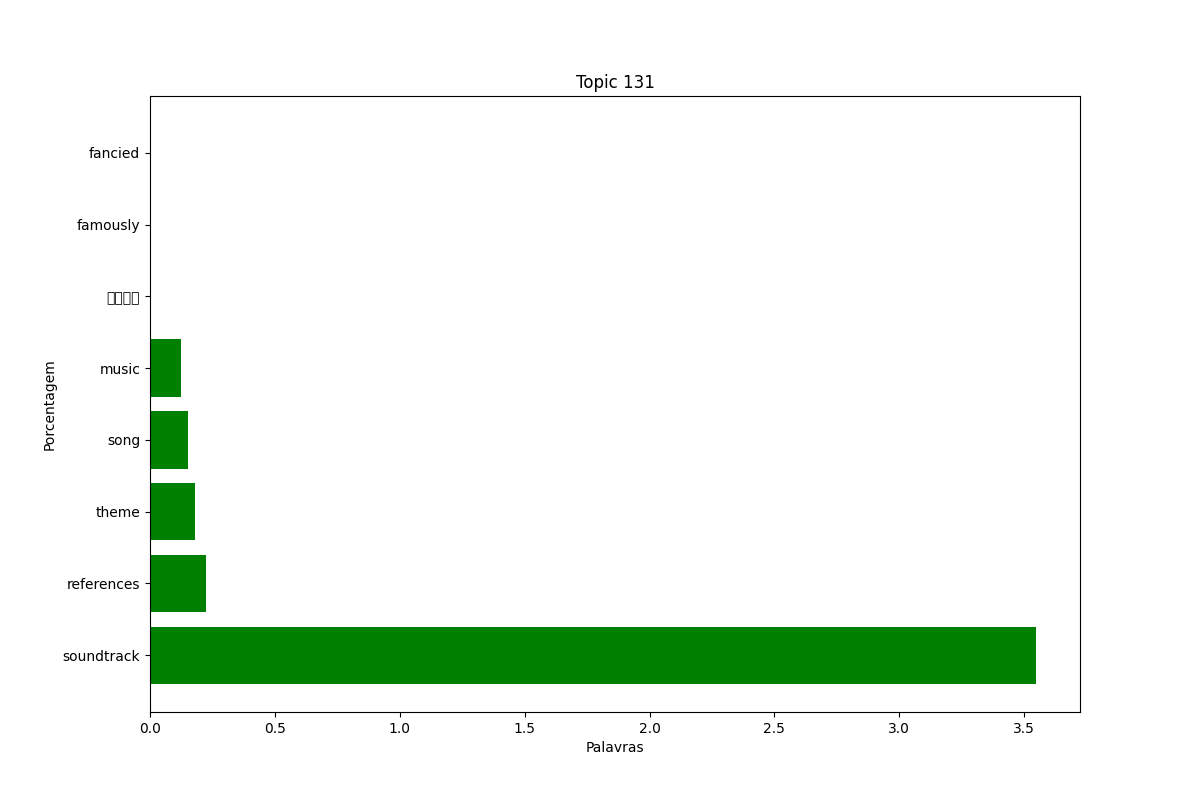 Topic 131
fancied
famously
music
song
theme
references
soundtrack
Porcentagem
0.0 0.5 1.0 1.5 2.0 2.5 3.0 3.5
Palavras